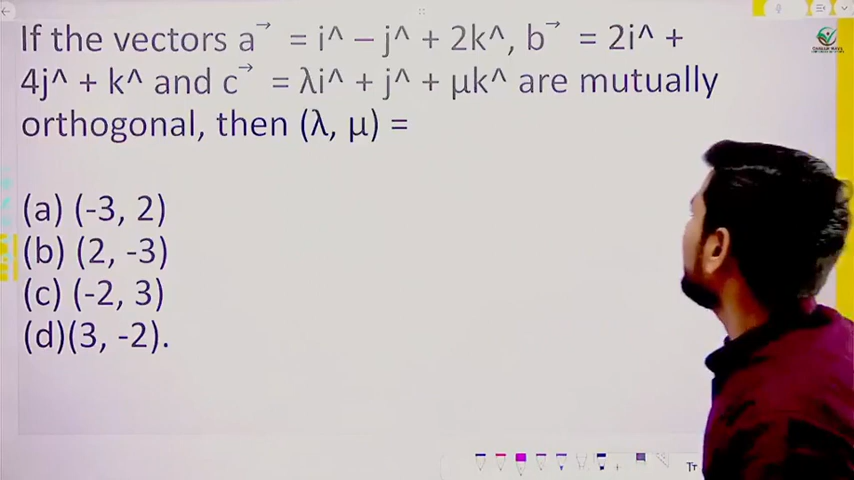 If the vectors a⃗ = i^ – j^ + 2k^, b⃗ = 2i^ +
4j^ + k^ and c⃗ = λi^ + j^ + μk^ are mutually
orthogonal, then (λ, μ) =
(a) (-3, 2)
(b) (2, -3)
(c) (-2, 3)
(d)(3, -2).
Tт